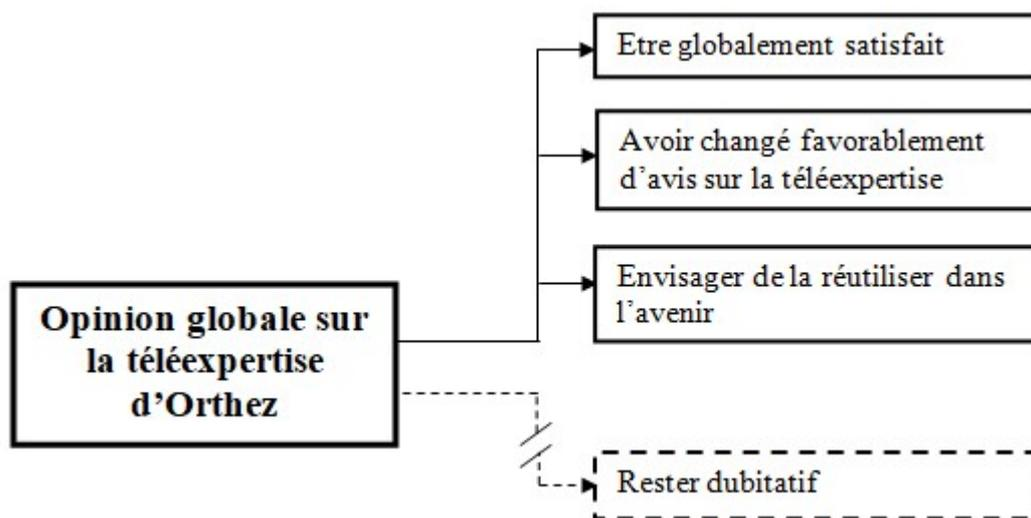 Etre globalement satisfait
Avoir changé favorablement
d'avis sur la téléexpertise
Envisager de la réutiliser dans
l'avenir
Opinion globale sur
la téléexpertise
d'Orthez
Rester dubitatif